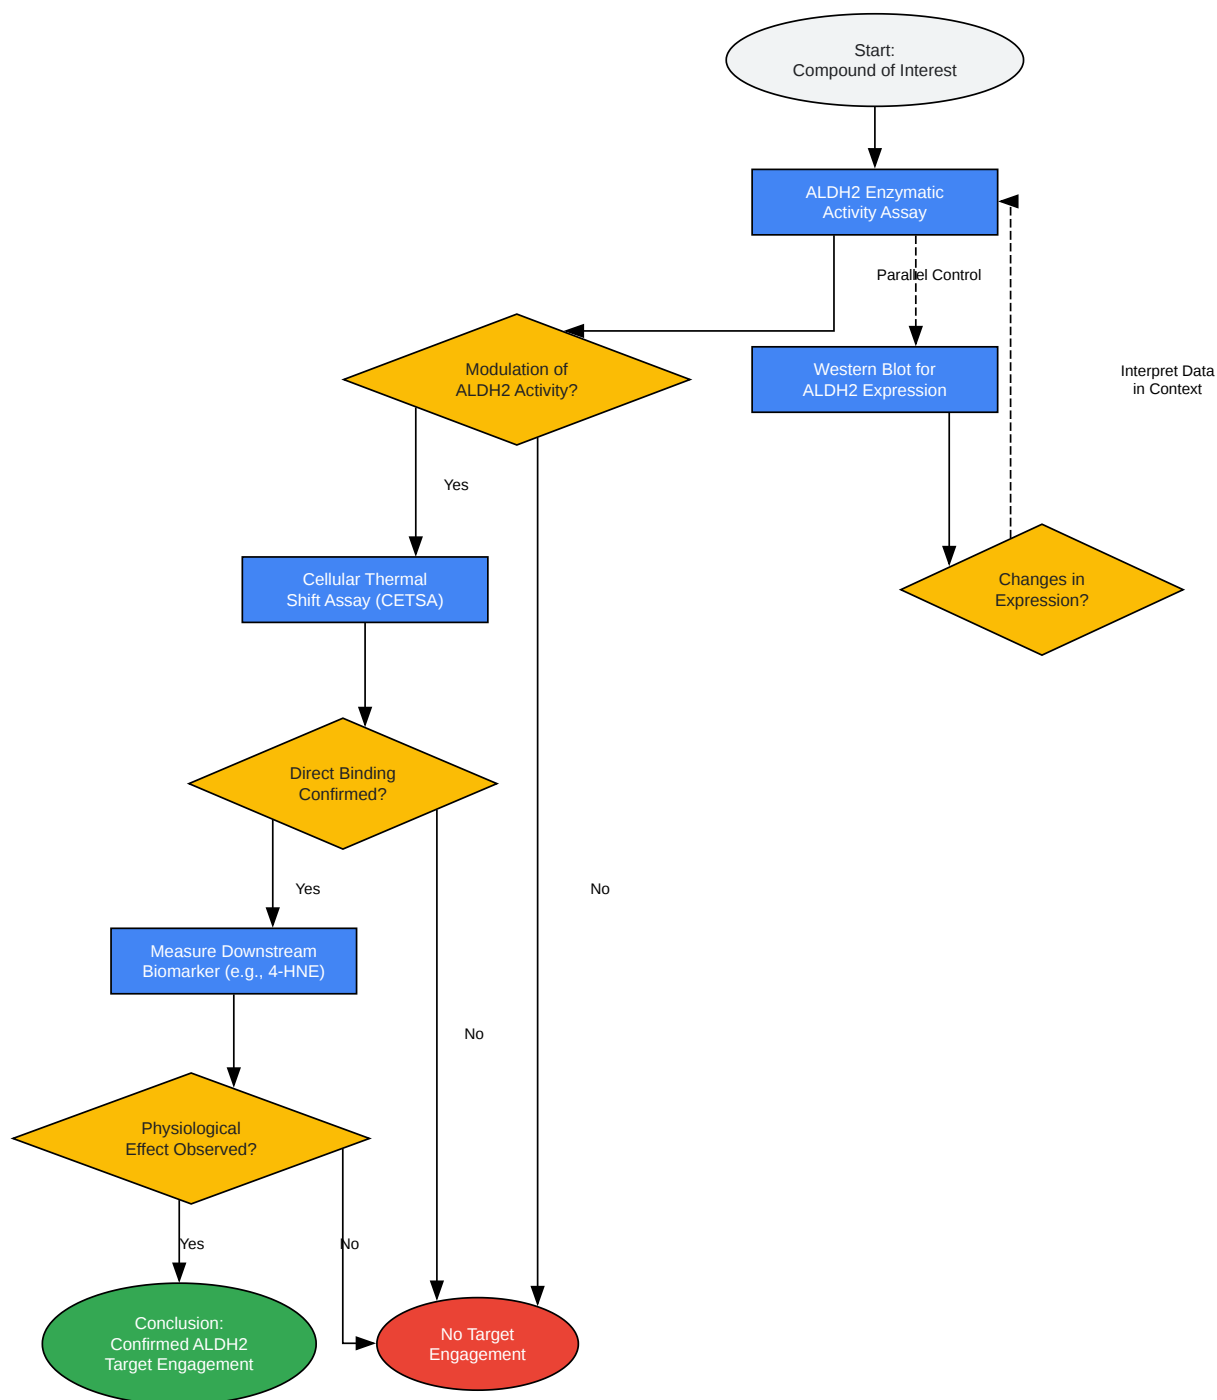 Start:
Compound of Interest
ALDH2 Enzymatic
Activity Assay
Parallel Control
Modulation of
ALDH2 Activity?
Western Blot for
ALDH2 Expression
Interpret Data
in Context
Yes
Cellular Thermal
Shift Assay (CETSA)
Changes in
Expression?
Direct Binding
Confirmed?
Yes
No
Measure Downstream
Biomarker (e.g., 4-HNE)
No
Physiological
Effect Observed?
Yes
No
Conclusion:
Confirmed ALDH2
Target Engagement
No Target
Engagement